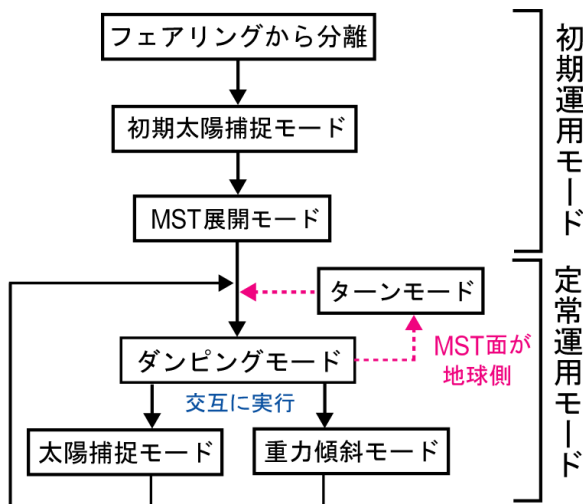 フェアリングから分離
初期太陽捕捉モード
MST展開モード
ターンモード
ダンピングモード
MST面が
地球側
交互に実行
太陽捕捉モード
重力傾斜モード
初期運用モード
定常運用モード